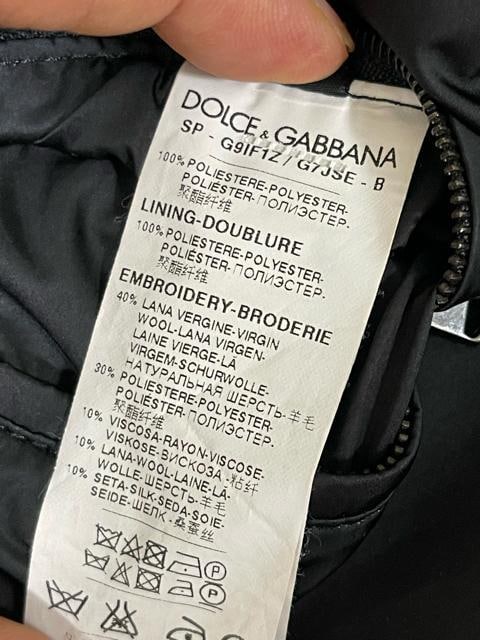 DOLCE & GABBANA
SP - G9IF1Z / G7JSE - B
100% POLIESTERE-POLYESTER-
POLIÉSTER-ПОЛИЭСТЕР-
聚酯纤维
LINING-DOUBLURE
100% POLIESTERE-POLYESTER-
POLIÉSTER-ПОЛИЭСТЕР-
聚酯纤维
EMBROIDERY-BRODERIE
40% LANA VERGINE-VIRGIN
WOOL-LANA VIRGEN-
LAINE VIERGE-LÃ
VIRGEM-SCHURWOLLE-
НАТУРАЛЬНАЯ ШЕРСТЬ-羊毛
30% POLIESTERE-POLYESTER-
POLIÉSTER-ПОЛИЭСТЕР-
聚酯纤维
10% VISCOSA-RAYON-VISCOSE-
VISKOSE-ВИСКОЗА-粘纤
10% LANA-WOOL-LAINE-LÃ-
WOLLE-ШЕРСТЬ-羊毛
10% SETA-SILK-SEDA-SOIE-
SEIDE-ШЕЛК-桑蚕丝
P
P